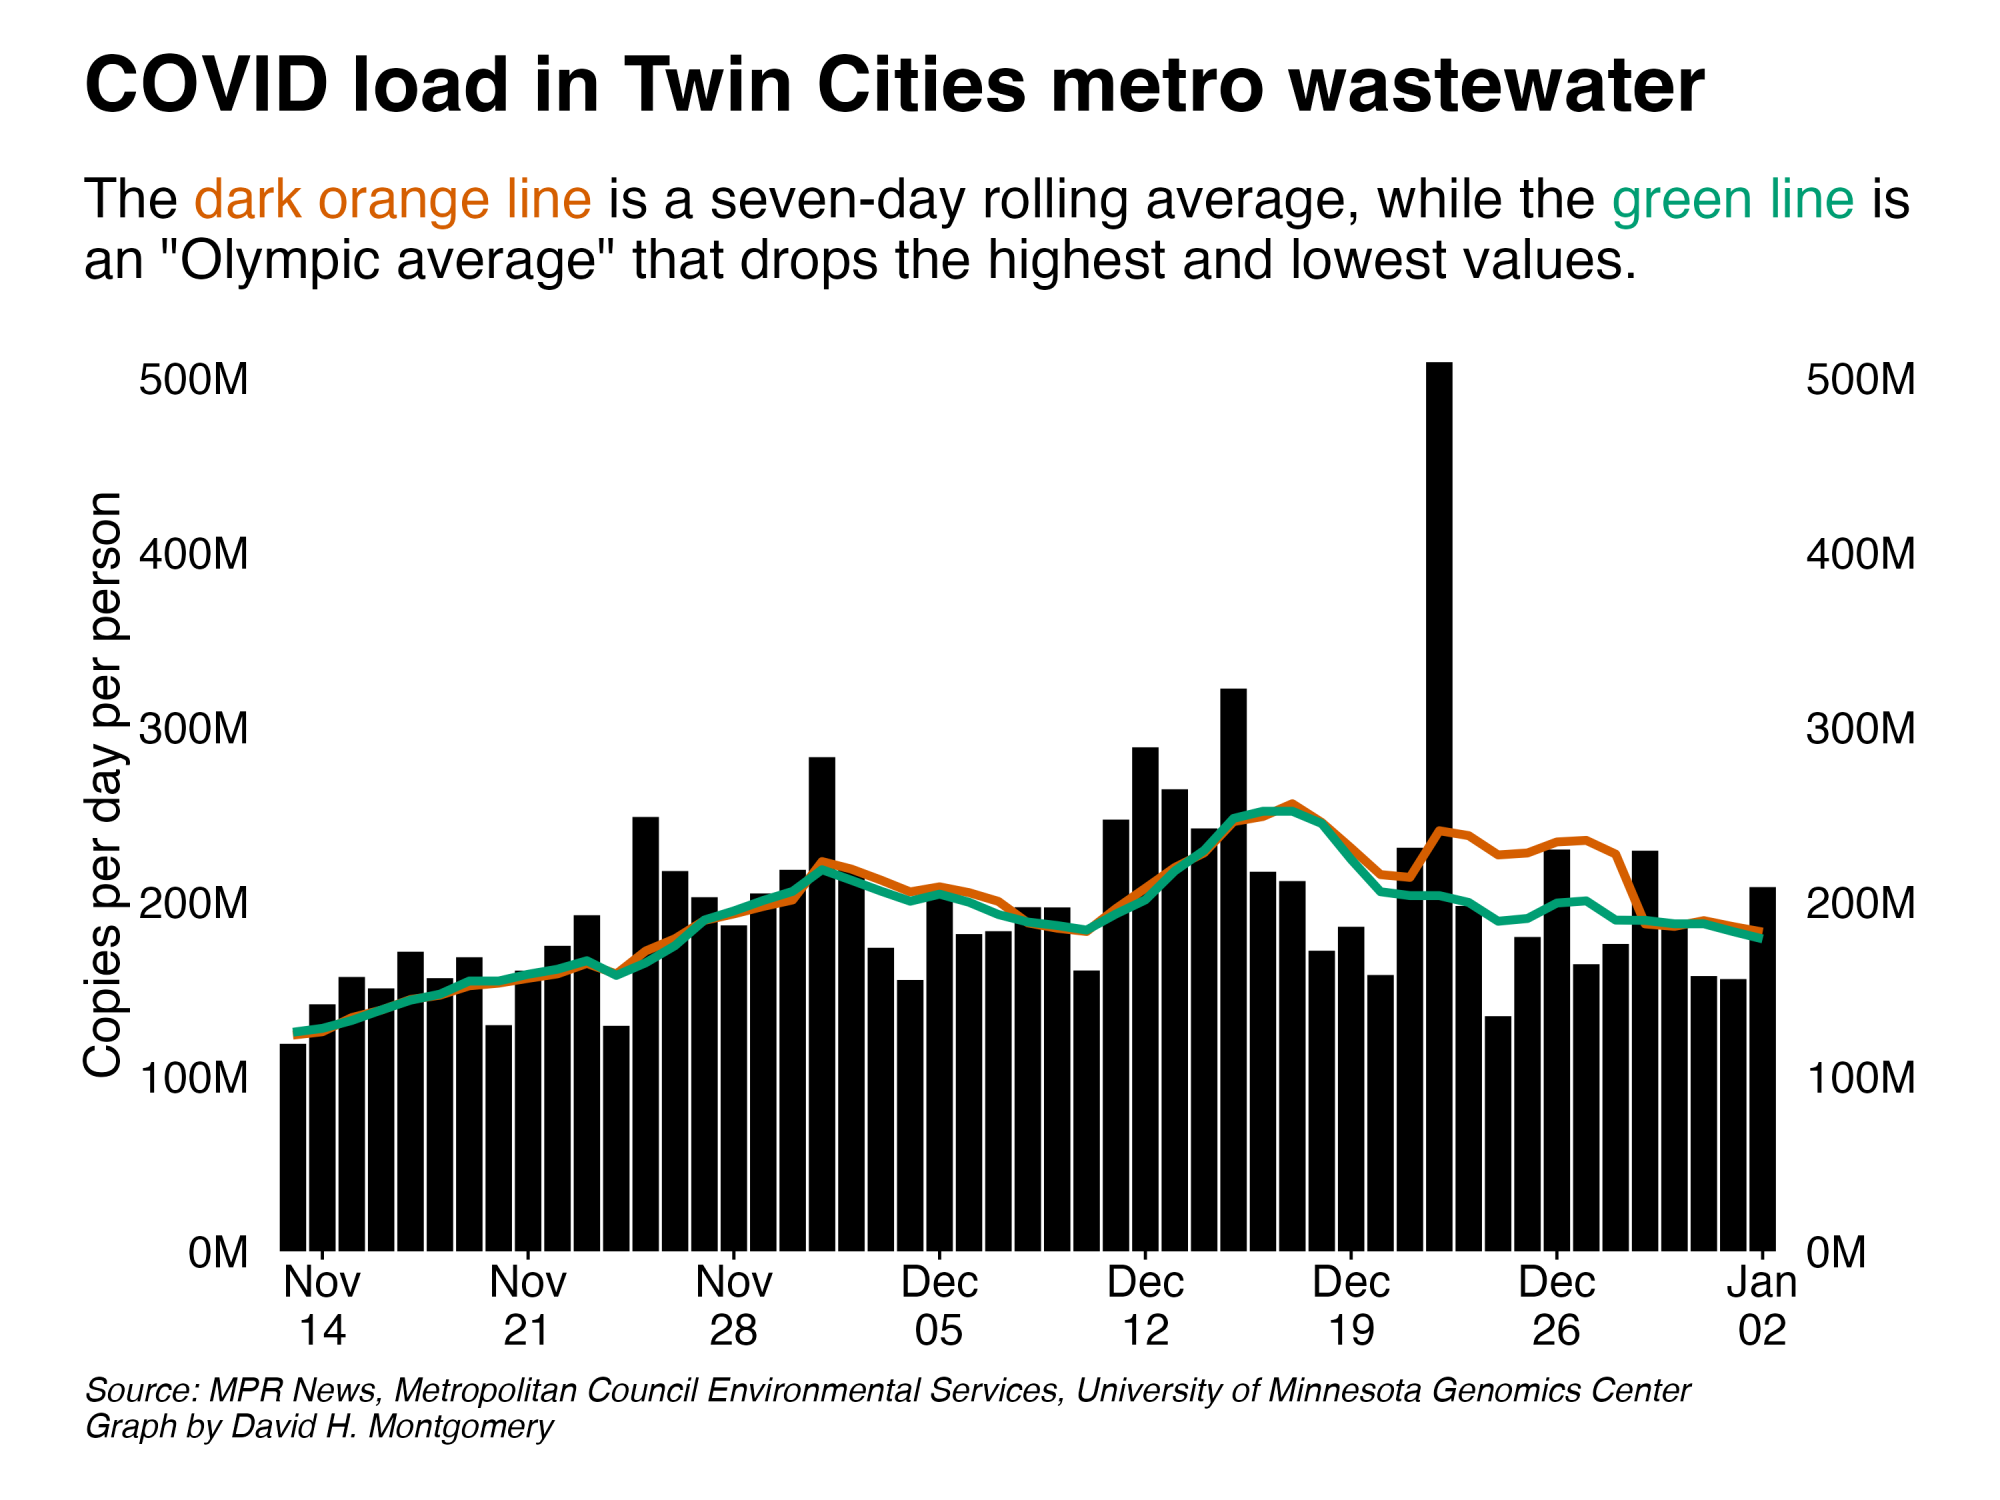 COVID load in Twin Cities metro wastewater
The dark orange line is a seven-day rolling average, while the green line is
an "Olympic average" that drops the highest and lowest values.
Copies per day per person
500M
400M
300M
200M
100M
0M
500M
400M
300M
200M
100M
0M
Nov
14
Nov
21
Nov
28
Dec
05
Dec
12
Dec
19
Dec
26
Jan
02
Source: MPR News, Metropolitan Council Environmental Services, University of Minnesota Genomics Center
Graph by David H. Montgomery